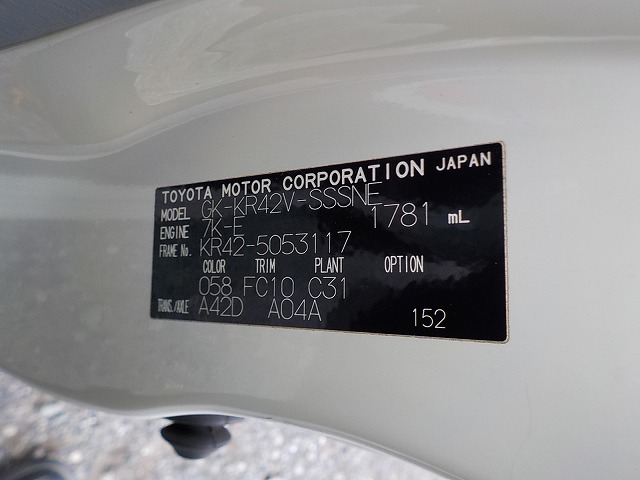 TOYOTA MOTOR CORPORATION JAPAN
MODEL GK-KR42V-SSSNE
ENGINE 7K-E 1781 mL
FRAME No. KR42-5053117
COLOR TRIM PLANT OPTION
058 FC10 C31
TRANS./AXLE A42D A04A
152